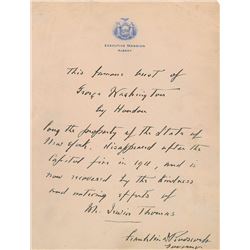 EXECUTIVE MANSION
ALBANY
This famous bust of
George Washington
by Houdon
long the property of the State of
New York, disappeared after the
Capitol fire in 1911, and is
now recovered by the kindness
and untiring efforts of
Mr. Irwin Thomas
Franklin D Roosevelt
Governor